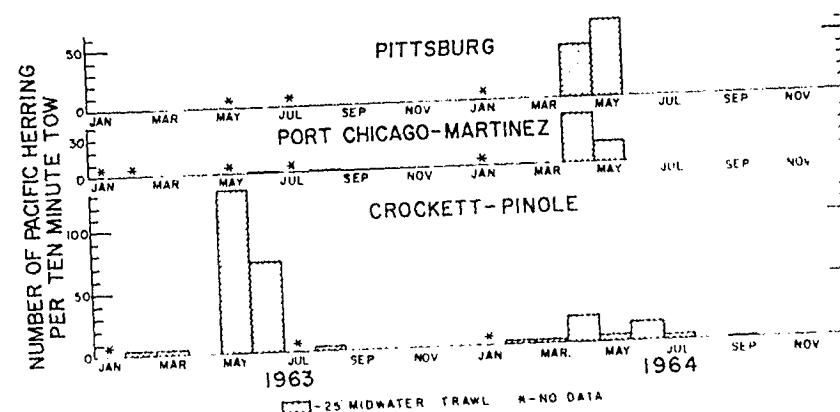 NUMBER OF PACIFIC HERRING
PER TEN MINUTE TOW
PITTSBURG
50
0
* * *
JAN MAR MAY JUL SEP NOV JAN MAR MAY JUL SEP NOV
PORT CHICAGO-MARTINEZ
30
0
* * * * *
JAN MAR MAY JUL SEP NOV JAN MAR MAY JUL SEP NOV
CROCKETT-PINOLE
100
50
0
* * *
JAN MAR MAY JUL SEP NOV JAN MAR. MAY JUL SEP NOV
1963 1964
-25' MIDWATER TRAWL *-NO DATA